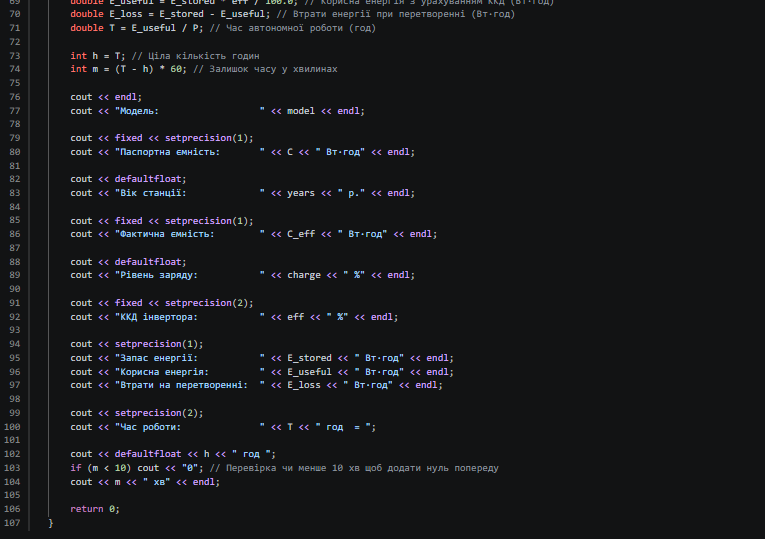 69 double E_useful = E_stored * eff / 100.0; // Корисна енергія з урахуванням ККД (Вт·год)
70 double E_loss = E_stored - E_useful; // Втрати енергії при перетворенні (Вт·год)
71 double T = E_useful / P; // Час автономної роботи (год)
72
73 int h = T; // Ціла кількість годин
74 int m = (T - h) * 60; // Залишок часу у хвилинах
75
76 cout << endl;
77 cout << "Модель:                  " << model << endl;
78
79 cout << fixed << setprecision(1);
80 cout << "Паспортна ємність:       " << C << " Вт·год" << endl;
81
82 cout << defaultfloat;
83 cout << "Вік станції:             " << years << " р." << endl;
84
85 cout << fixed << setprecision(1);
86 cout << "Фактична ємність:        " << C_eff << " Вт·год" << endl;
87
88 cout << defaultfloat;
89 cout << "Рівень заряду:           " << charge << " %" << endl;
90
91 cout << fixed << setprecision(2);
92 cout << "ККД інвертора:           " << eff << " %" << endl;
93
94 cout << setprecision(1);
95 cout << "Запас енергії:           " << E_stored << " Вт·год" << endl;
96 cout << "Корисна енергія:         " << E_useful << " Вт·год" << endl;
97 cout << "Втрати на перетворенні:  " << E_loss << " Вт·год" << endl;
98
99 cout << setprecision(2);
100 cout << "Час роботи:              " << T << " год  = ";
101
102 cout << defaultfloat << h << " год ";
103 if (m < 10) cout << "0"; // Перевірка чи менше 10 хв щоб додати нуль попереду
104 cout << m << " хв" << endl;
105
106 return 0;
107 }